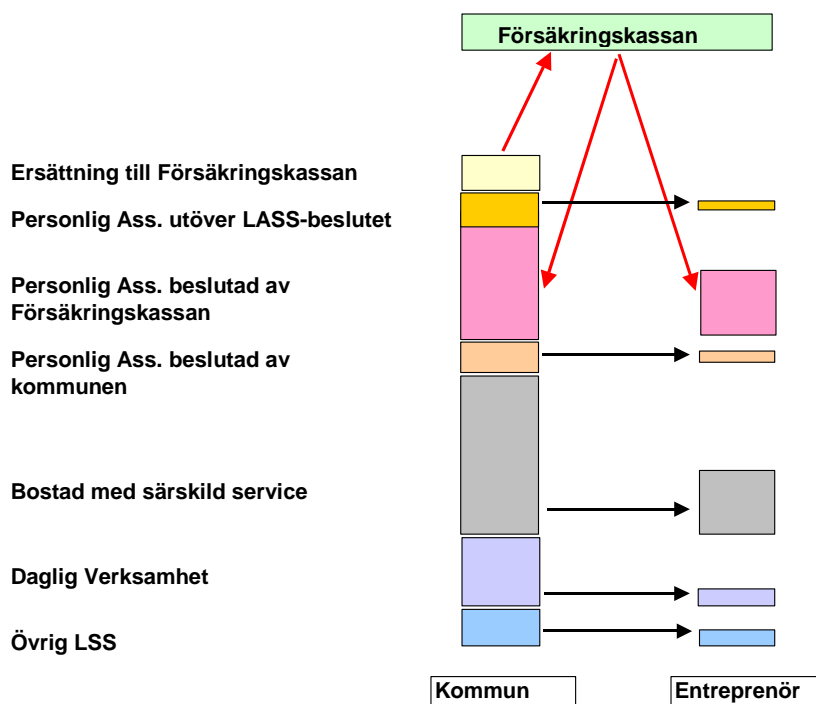 Försäkringskassan
Ersättning till Försäkringskassan
Personlig Ass. utöver LASS-beslutet
Personlig Ass. beslutad av
Försäkringskassan
Personlig Ass. beslutad av
kommunen
Bostad med särskild service
Daglig Verksamhet
Övrig LSS
Kommun
Entreprenör